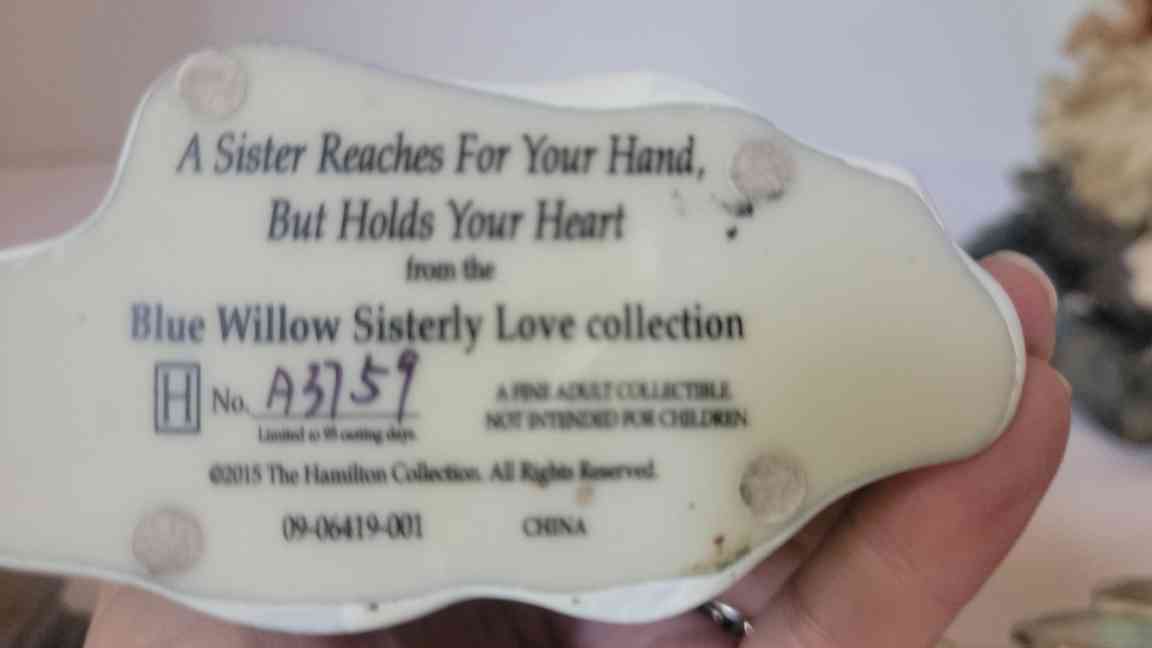 A Sister Reaches For Your Hand,
But Holds Your Heart
from the
Blue Willow Sisterly Love collection
H No. A3759
Limited to 95 casting days.
A FINE ADULT COLLECTIBLE
NOT INTENDED FOR CHILDREN
©2015 The Hamilton Collection. All Rights Reserved.
09-06419-001 CHINA